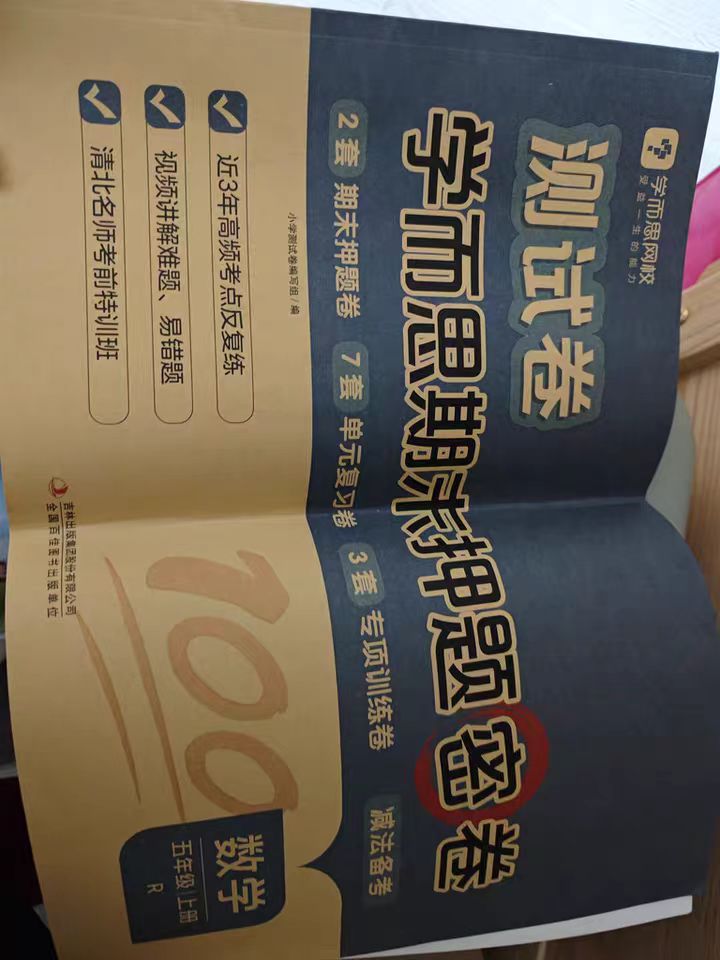 学而思网校
受益一生的能力
测试卷
学而思期末押题密卷
2套 期末押题卷 7套 单元复习卷 3套 专项训练卷 减法备考
小学测试卷编写组/编
近3年高频考点反复练
视频讲解难题、易错题
清北名师考前特训班
100
数学
五年级 上册
R
吉林出版集团股份有限公司
全国百佳图书出版单位